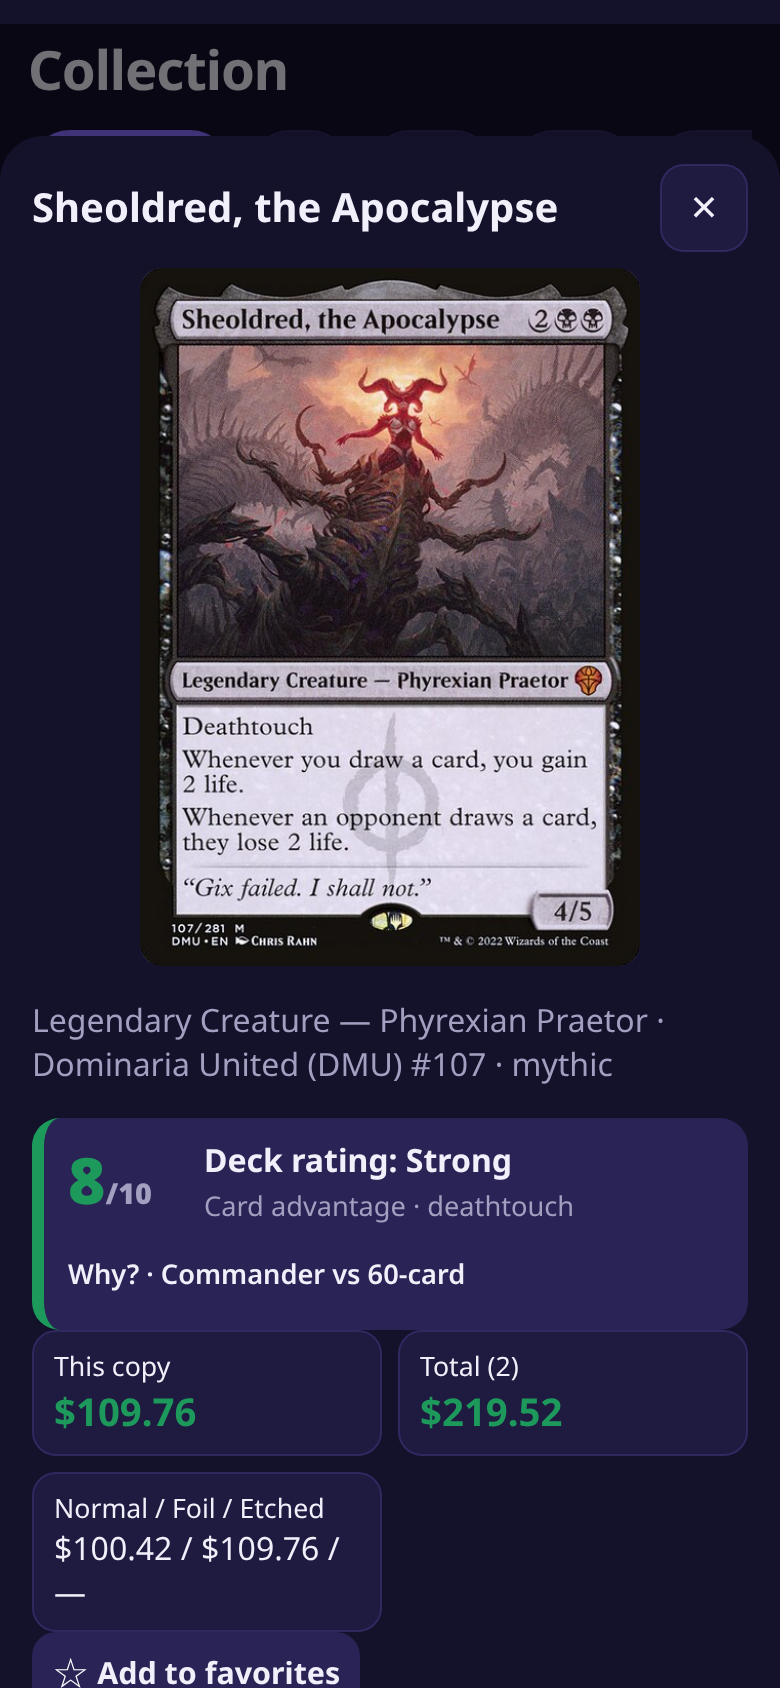 Collection
Sheoldred, the Apocalypse
×
Sheoldred, the Apocalypse 2
Legendary Creature — Phyrexian Praetor
Deathtouch
Whenever you draw a card, you gain
2 life.
Whenever an opponent draws a card,
they lose 2 life.
“Gix failed. I shall not.”
4/5
107/281 M
DMU • EN Chris Rahn
™ & © 2022 Wizards of the Coast
Legendary Creature — Phyrexian Praetor ·
Dominaria United (DMU) #107 · mythic
8/10
Deck rating: Strong
Card advantage · deathtouch
Why? · Commander vs 60-card
This copy
$109.76
Total (2)
$219.52
Normal / Foil / Etched
$100.42 / $109.76 /
—
☆ Add to favorites